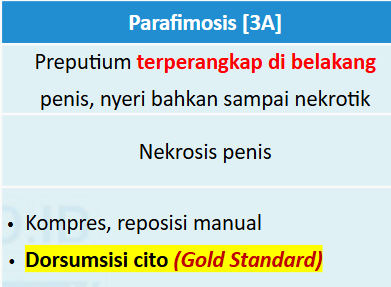 Parafimosis [3A]
Preputium terperangkap di belakang
penis, nyeri bahkan sampai nekrotik
Nekrosis penis
• Kompres, reposisi manual
• Dorsumsisi cito (Gold Standard)